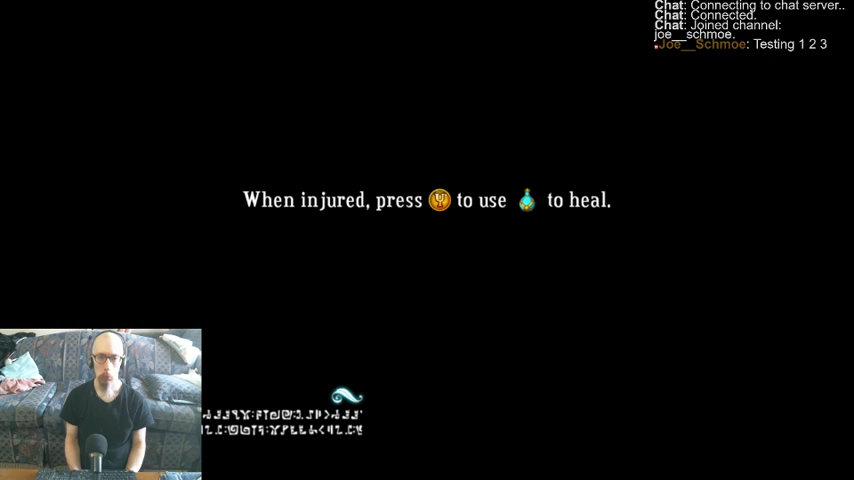 Chat: Connecting to chat server..
Chat: Connected.
Chat: Joined channel:
joe__schmoe.
Joe__Schmoe: Testing 1 2 3
When injured, press to use to heal.